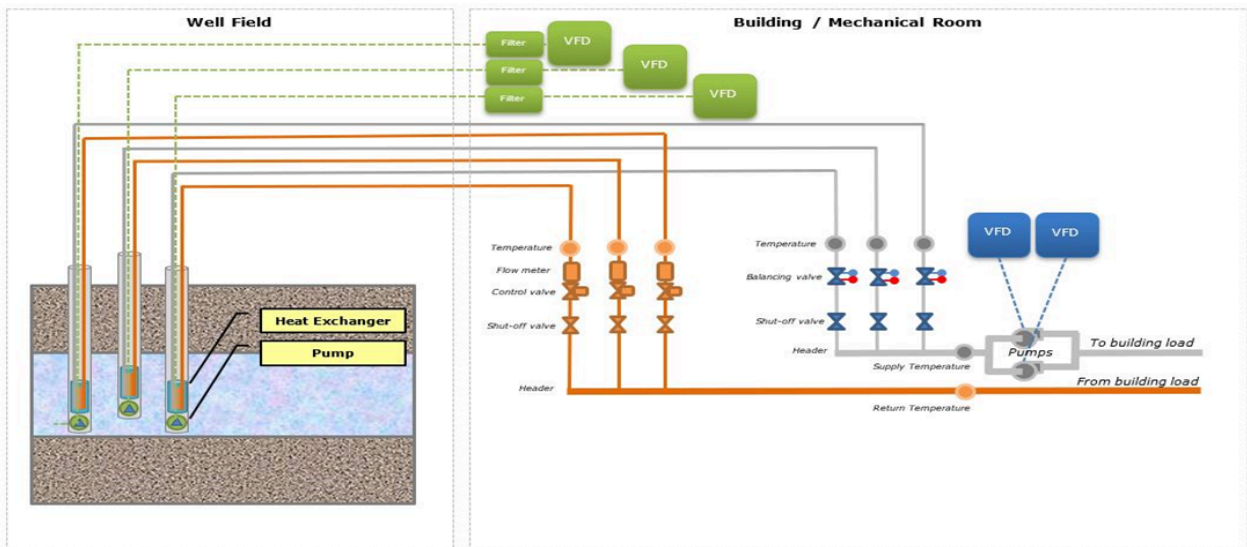 Well Field
Building / Mechanical Room
Filter
VFD
Filter
VFD
Filter
VFD
VFD
VFD
Temperature
Temperature
Flow meter
Balancing valve
Control valve
Heat Exchanger
Shut-off valve
Shut-off valve
Pump
Header
Pumps
To building load
Supply Temperature
Header
From building load
Return Temperature